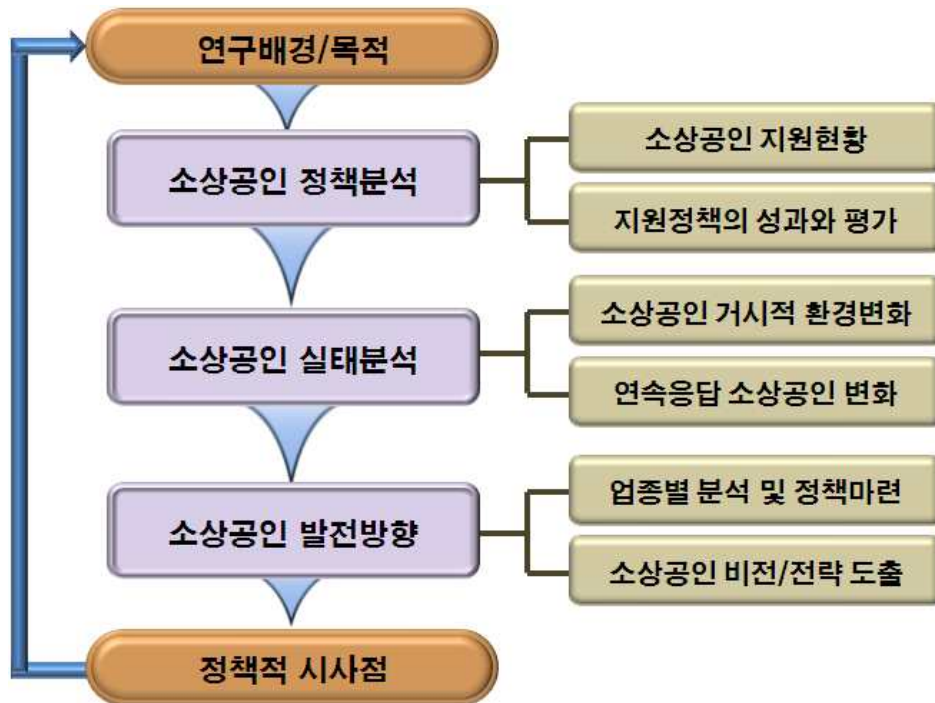 연구배경/목적
소상공인 정책분석
소상공인 지원현황
지원정책의 성과와 평가
소상공인 실태분석
소상공인 거시적 환경변화
연속응답 소상공인 변화
소상공인 발전방향
업종별 분석 및 정책마련
소상공인 비전/전략 도출
정책적 시사점